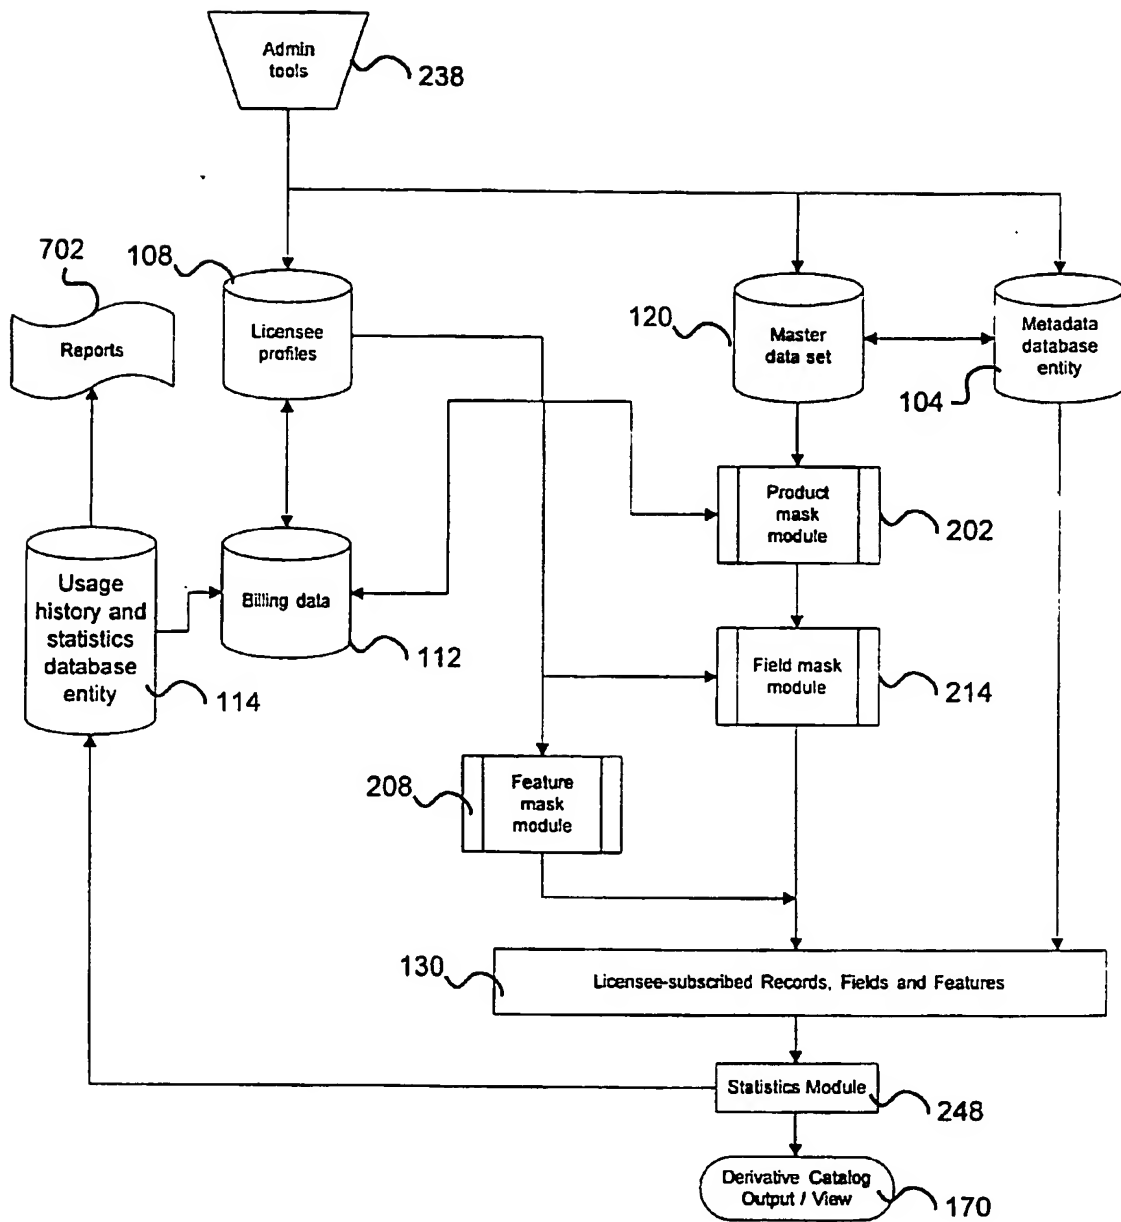 Admin
tools
238
702
108
Reports
Licensee
profiles
120
Master
data set
Metadata
database
entity
104
Product
mask
module
202
Usage
history and
statistics
database
entity
114
Billing data
112
Field mask
module
214
208
Feature
mask
module
130
Licensee-subscribed Records, Fields and Features
Statistics Module
248
Derivative Catalog
Output / View
170